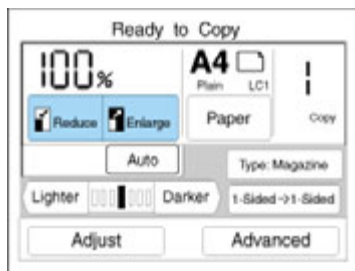 Ready to Copy
100%
A4
Plain LC1
1
Copy
Reduce Enlarge
Paper
Auto
Type: Magazine
Lighter Darker
1-Sided->1-Sided
Adjust
Advanced